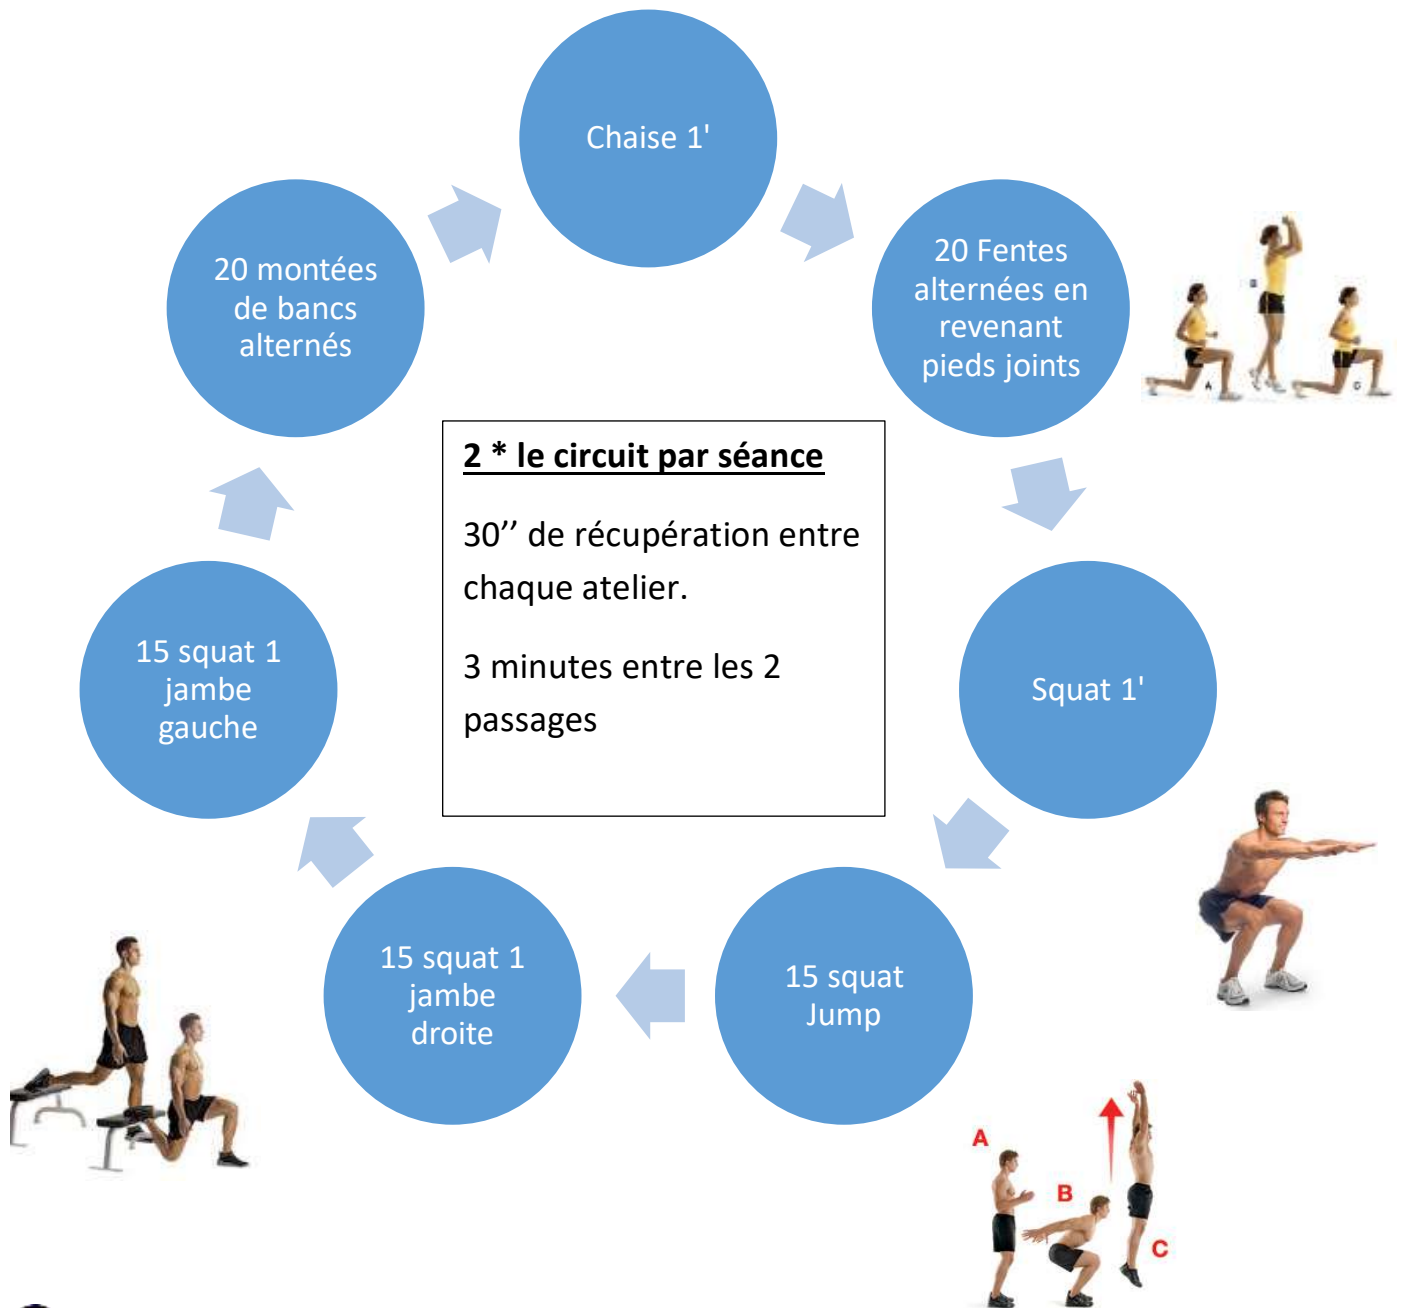 Chaise 1'
20 Fentes
alternées en
revenant
pieds joints
A
B
C
Squat 1'
15 squat
Jump
A
B
C
15 squat 1
jambe
droite
15 squat 1
jambe
gauche
20 montées
de bancs
alternés
2 * le circuit par séance
30’’ de récupération entre
chaque atelier.
3 minutes entre les 2
passages